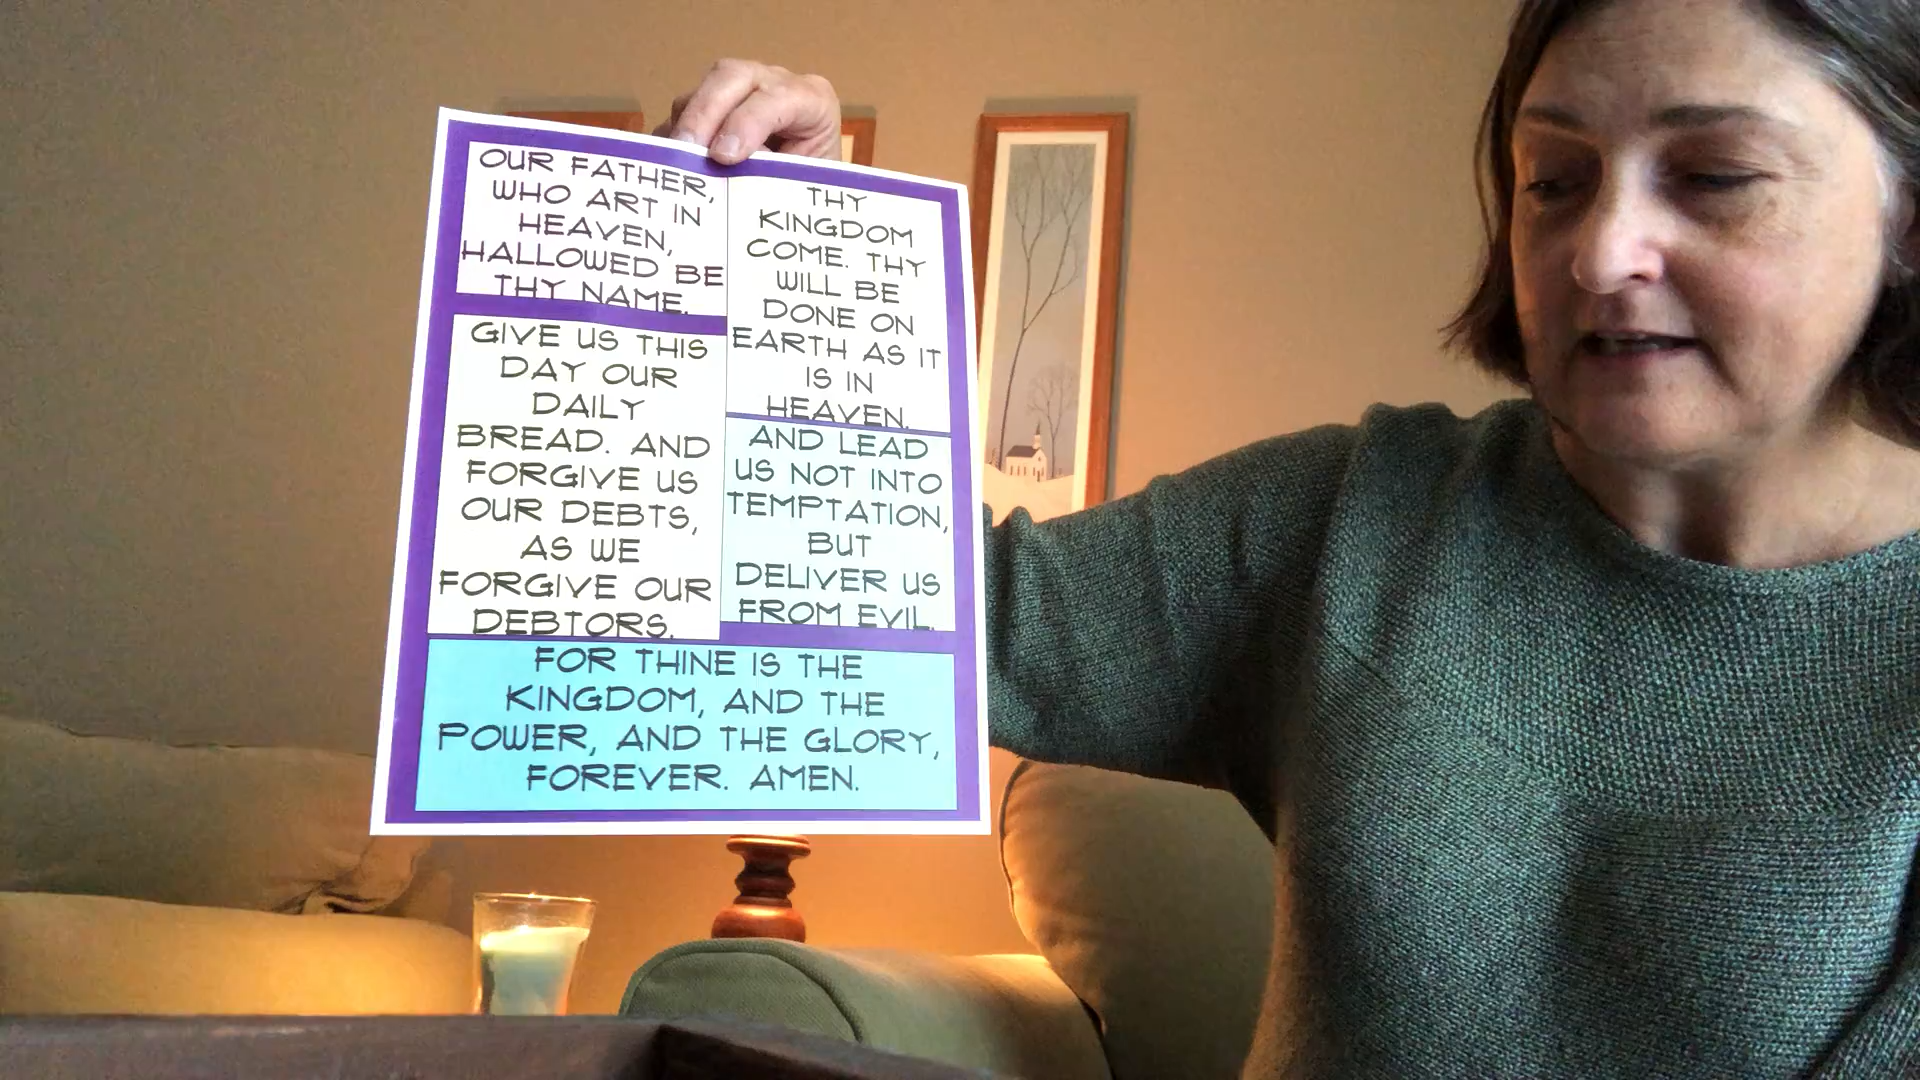 OUR FATHER,
WHO ART IN
HEAVEN,
HALLOWED BE
THY NAME.
THY
KINGDOM
COME. THY
WILL BE
DONE ON
EARTH AS IT
IS IN
HEAVEN.
GIVE US THIS
DAY OUR
DAILY
BREAD. AND
FORGIVE US
OUR DEBTS,
AS WE
FORGIVE OUR
DEBTORS.
AND LEAD
US NOT INTO
TEMPTATION,
BUT
DELIVER US
FROM EVIL.
FOR THINE IS THE
KINGDOM, AND THE
POWER, AND THE GLORY,
FOREVER. AMEN.